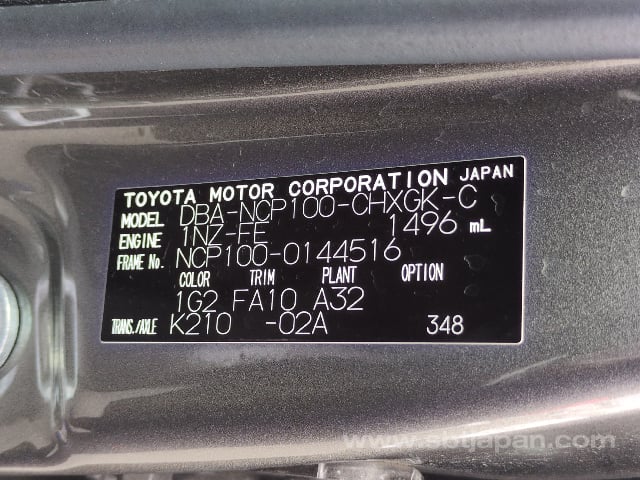 TOYOTA MOTOR CORPORATION JAPAN
MODEL DBA-NCP100-CHXGK-C
ENGINE 1NZ-FE 1496 mL
FRAME No. NCP100-0144516
COLOR TRIM PLANT OPTION
1G2 FA10 A32
TRANS./AXLE K210 -02A 348
www.sbtjapan.com